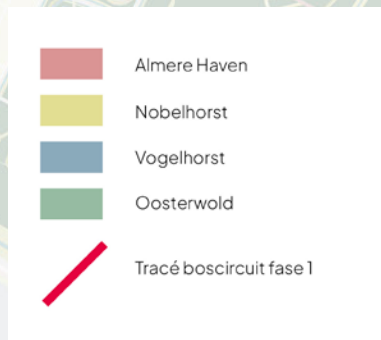 Almere Haven
Nobelhorst
Vogelhorst
Oosterwold
Tracé boscircuit fase 1